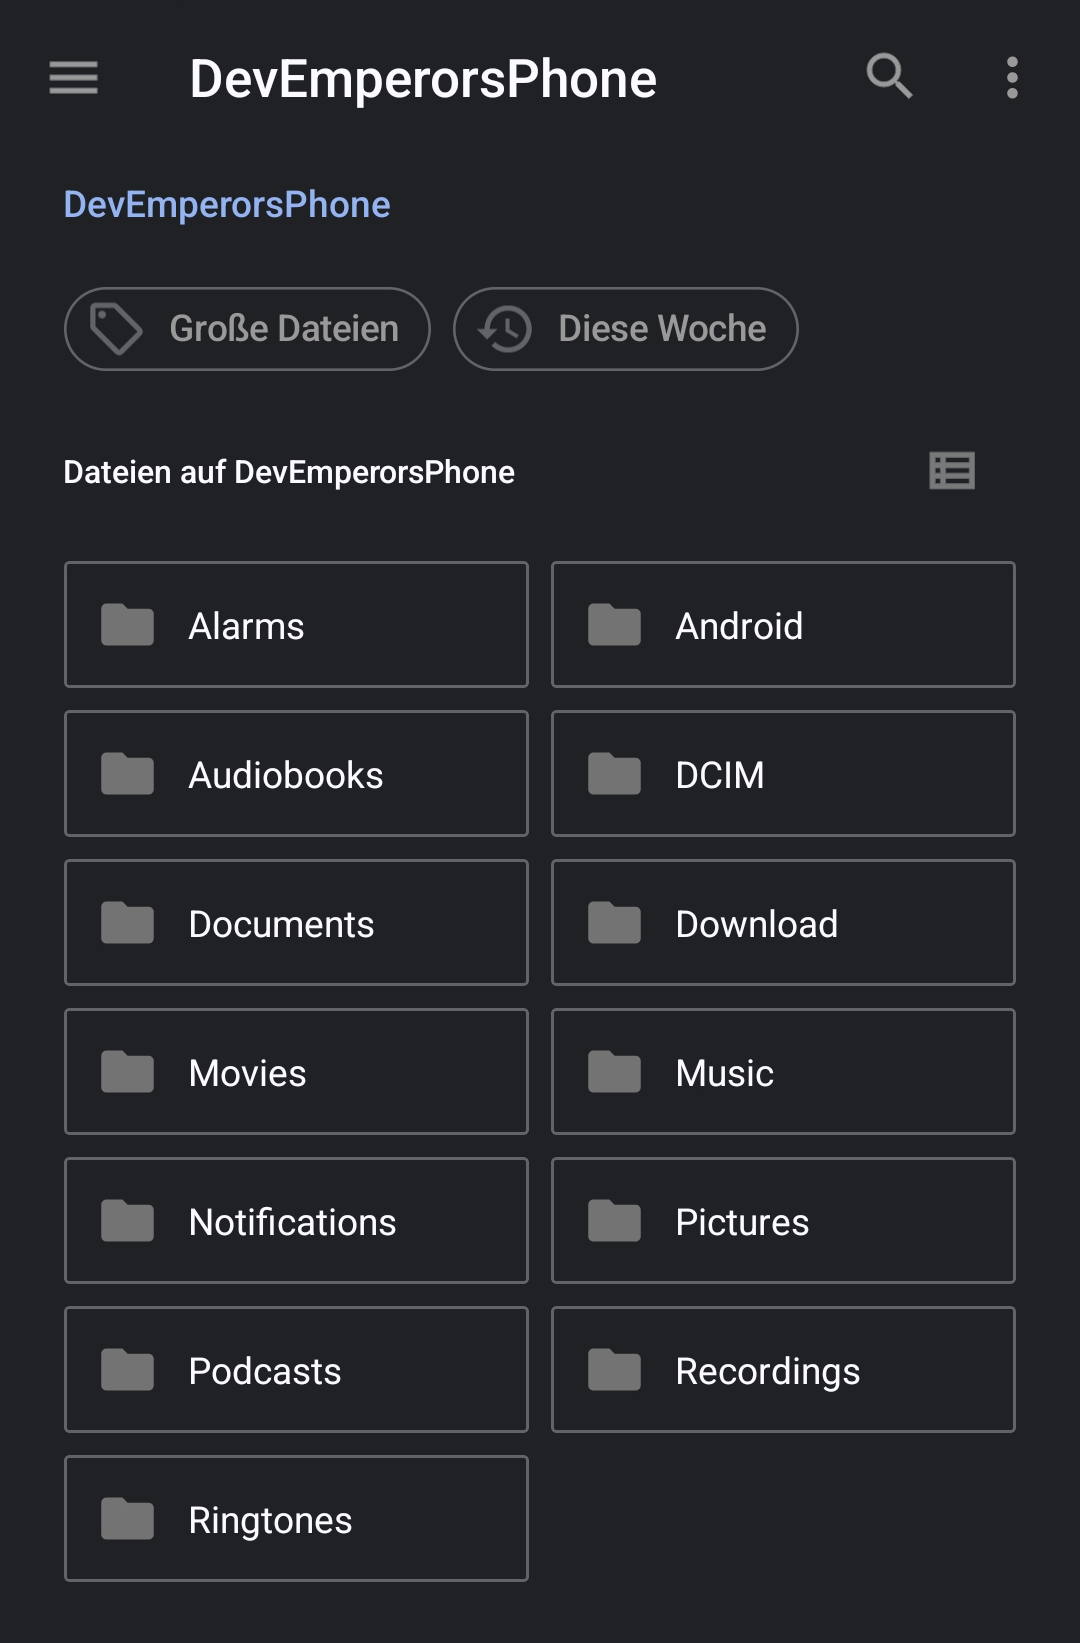 DevEmperorsPhone
DevEmperorsPhone
Große Dateien
Diese Woche
Dateien auf DevEmperorsPhone
Alarms
Android
Audiobooks
DCIM
Documents
Download
Movies
Music
Notifications
Pictures
Podcasts
Recordings
Ringtones